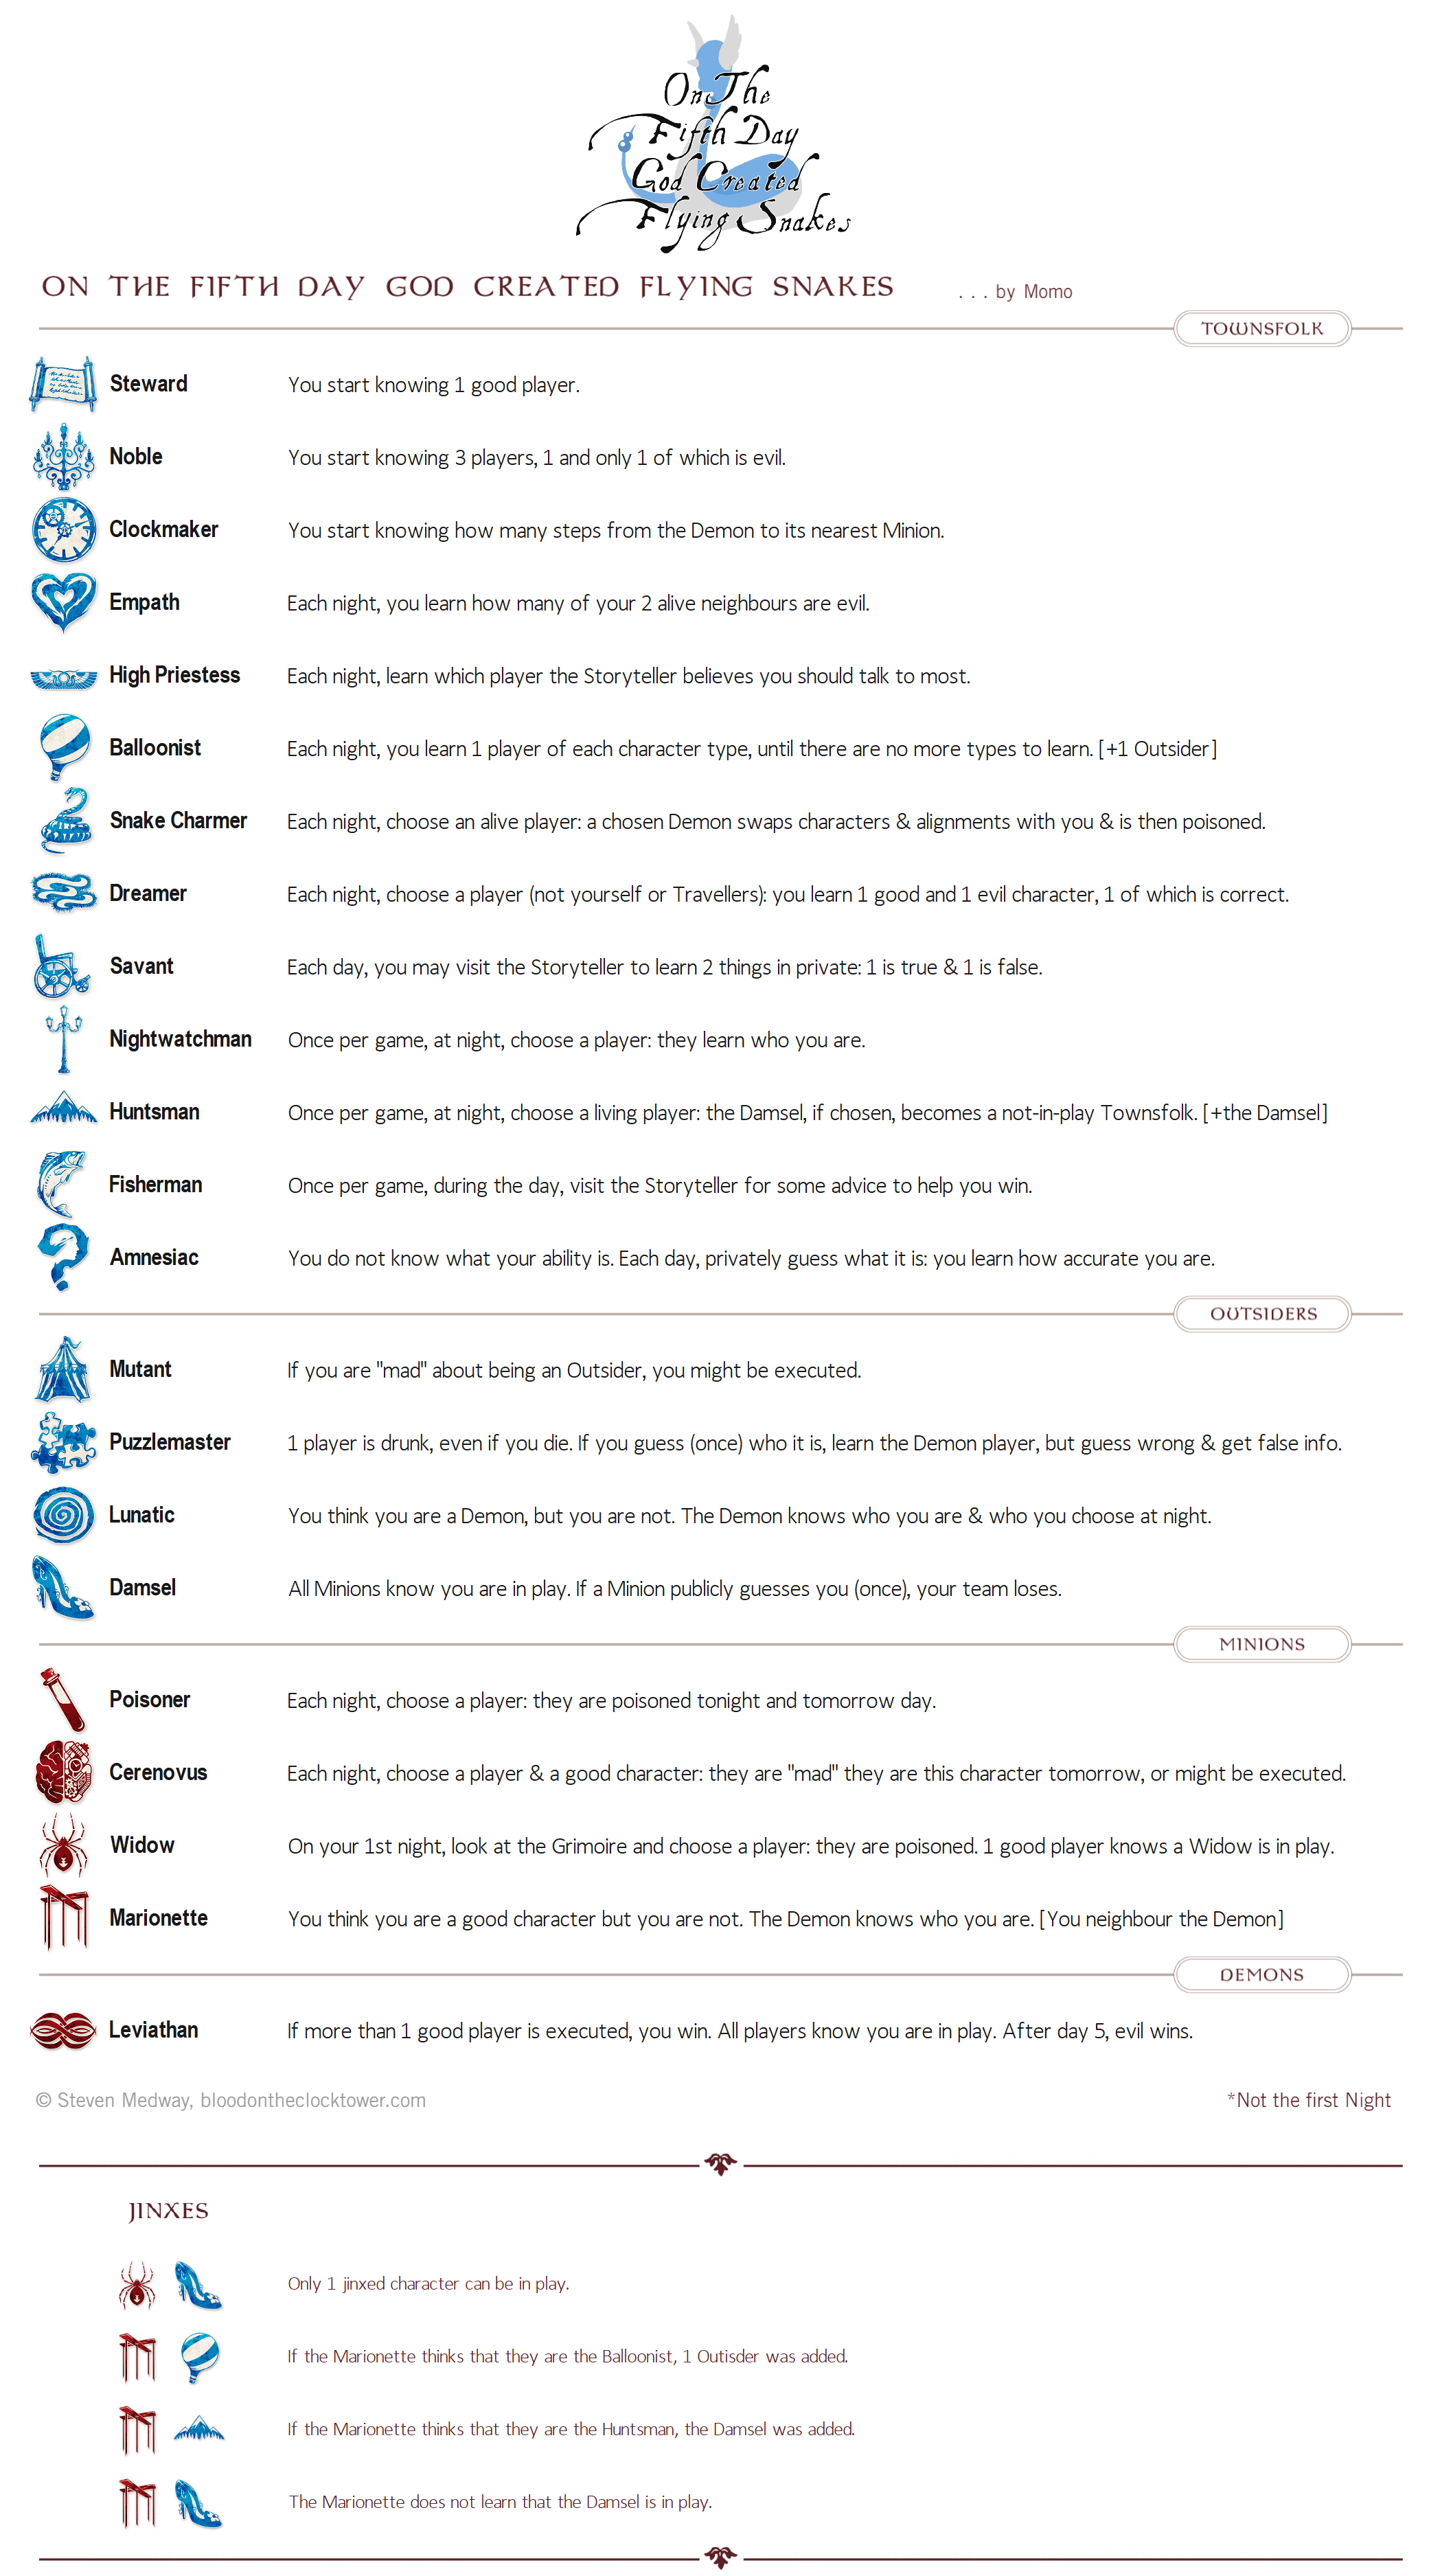 On The
Fifth Day
God Created
Flying Snakes
ON THE FIFTH DAY GOD CREATED FLYING SNAKES . . . by Momo
TOWNSFOLK
Steward You start knowing 1 good player.
Noble You start knowing 3 players, 1 and only 1 of which is evil.
Clockmaker You start knowing how many steps from the Demon to its nearest Minion.
Empath Each night, you learn how many of your 2 alive neighbours are evil.
High Priestess Each night, learn which player the Storyteller believes you should talk to most.
Balloonist Each night, you learn 1 player of each character type, until there are no more types to learn. [+1 Outsider]
Snake Charmer Each night, choose an alive player: a chosen Demon swaps characters & alignments with you & is then poisoned.
Dreamer Each night, choose a player (not yourself or Travellers): you learn 1 good and 1 evil character, 1 of which is correct.
Savant Each day, you may visit the Storyteller to learn 2 things in private: 1 is true & 1 is false.
Nightwatchman Once per game, at night, choose a player: they learn who you are.
Huntsman Once per game, at night, choose a living player: the Damsel, if chosen, becomes a not-in-play Townsfolk. [+the Damsel]
Fisherman Once per game, during the day, visit the Storyteller for some advice to help you win.
Amnesiac You do not know what your ability is. Each day, privately guess what it is: you learn how accurate you are.
OUTSIDERS
Mutant If you are "mad" about being an Outsider, you might be executed.
Puzzlemaster 1 player is drunk, even if you die. If you guess (once) who it is, learn the Demon player, but guess wrong & get false info.
Lunatic You think you are a Demon, but you are not. The Demon knows who you are & who you choose at night.
Damsel All Minions know you are in play. If a Minion publicly guesses you (once), your team loses.
MINIONS
Poisoner Each night, choose a player: they are poisoned tonight and tomorrow day.
Cerenovus Each night, choose a player & a good character: they are "mad" they are this character tomorrow, or might be executed.
Widow On your 1st night, look at the Grimoire and choose a player: they are poisoned. 1 good player knows a Widow is in play.
Marionette You think you are a good character but you are not. The Demon knows who you are. [You neighbour the Demon]
DEMONS
Leviathan If more than 1 good player is executed, you win. All players know you are in play. After day 5, evil wins.
© Steven Medway, bloodontheclocktower.com *Not the first Night
JINXES
Only 1 jinxed character can be in play.
If the Marionette thinks that they are the Balloonist, 1 Outisder was added.
If the Marionette thinks that they are the Huntsman, the Damsel was added.
The Marionette does not learn that the Damsel is in play.